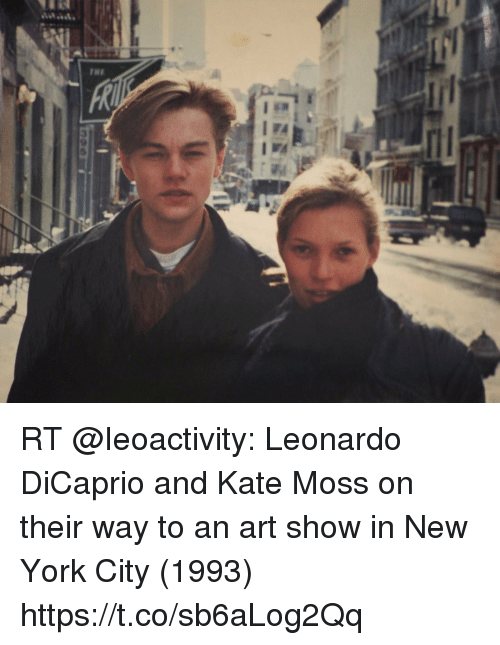 THE
RT @leoactivity: Leonardo
DiCaprio and Kate Moss on
their way to an art show in New
York City (1993)
https://t.co/sb6aLog2Qq